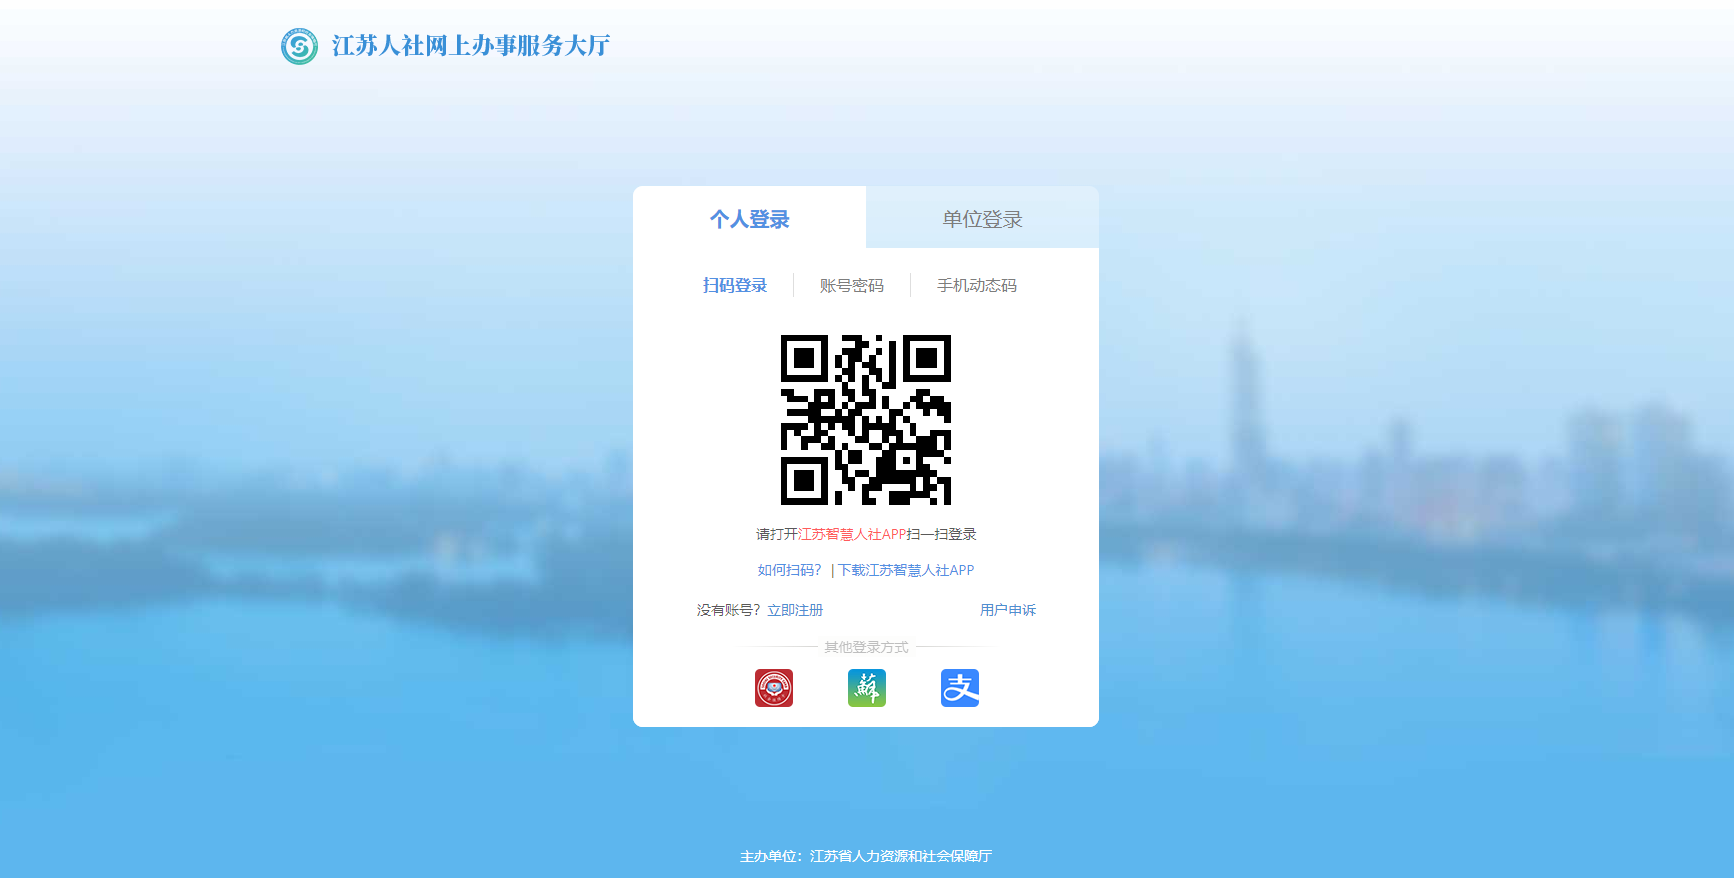 江苏人社网上办事服务大厅
个人登录
单位登录
扫码登录
账号密码
手机动态码
请打开江苏智慧人社APP扫一扫登录
如何扫码？ | 下载江苏智慧人社APP
没有账号？立即注册
用户申诉
其他登录方式
蘇
支
主办单位：江苏省人力资源和社会保障厅